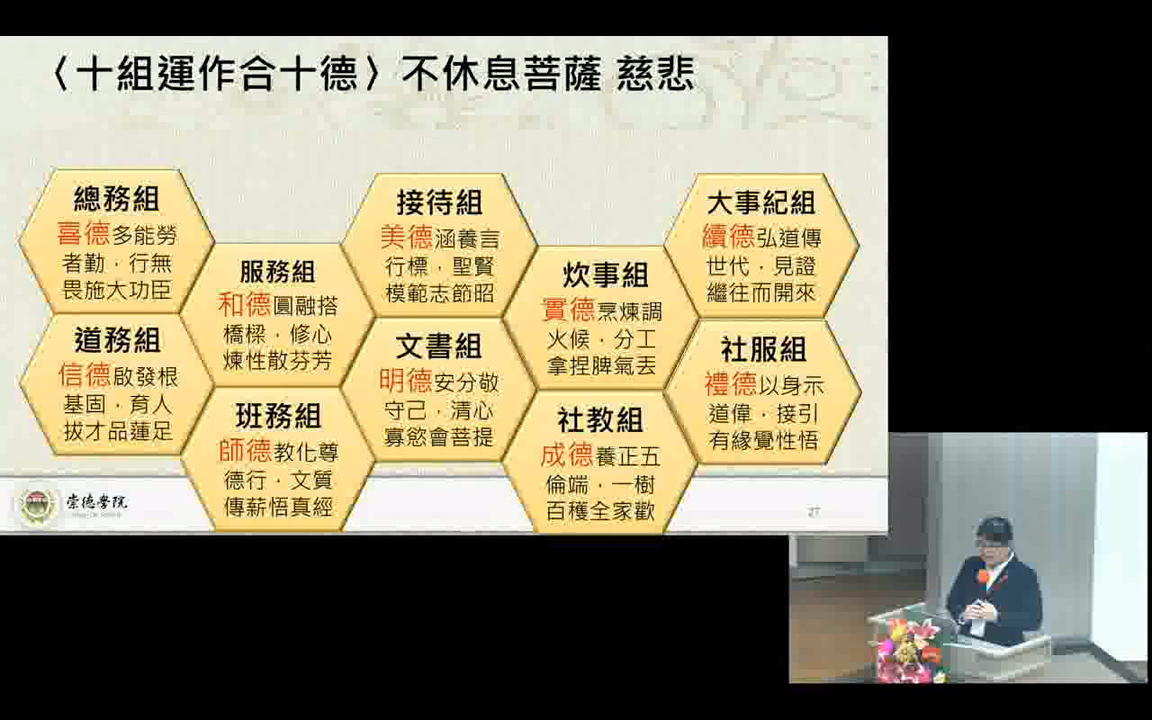 〈十組運作合十德〉不休息菩薩 慈悲
總務組
喜德多能勞
者勤，行無
畏施大功臣
道務組
信德啟發根
基固，育人
拔才品蓮足
服務組
和德圓融搭
橋樑，修心
煉性散芬芳
班務組
師德教化尊
德行，文質
傳薪悟真經
接待組
美德涵養言
行標，聖賢
模範志節昭
文書組
明德安分敬
守己，清心
寡慾會菩提
炊事組
實德烹煉調
火候，分工
拿捏脾氣丟
社教組
成德養正五
倫端，一樹
百穫全家歡
大事紀組
續德弘道傳
世代，見證
繼往而開來
社服組
禮德以身示
道偉，接引
有緣覺性悟
崇德學院
27